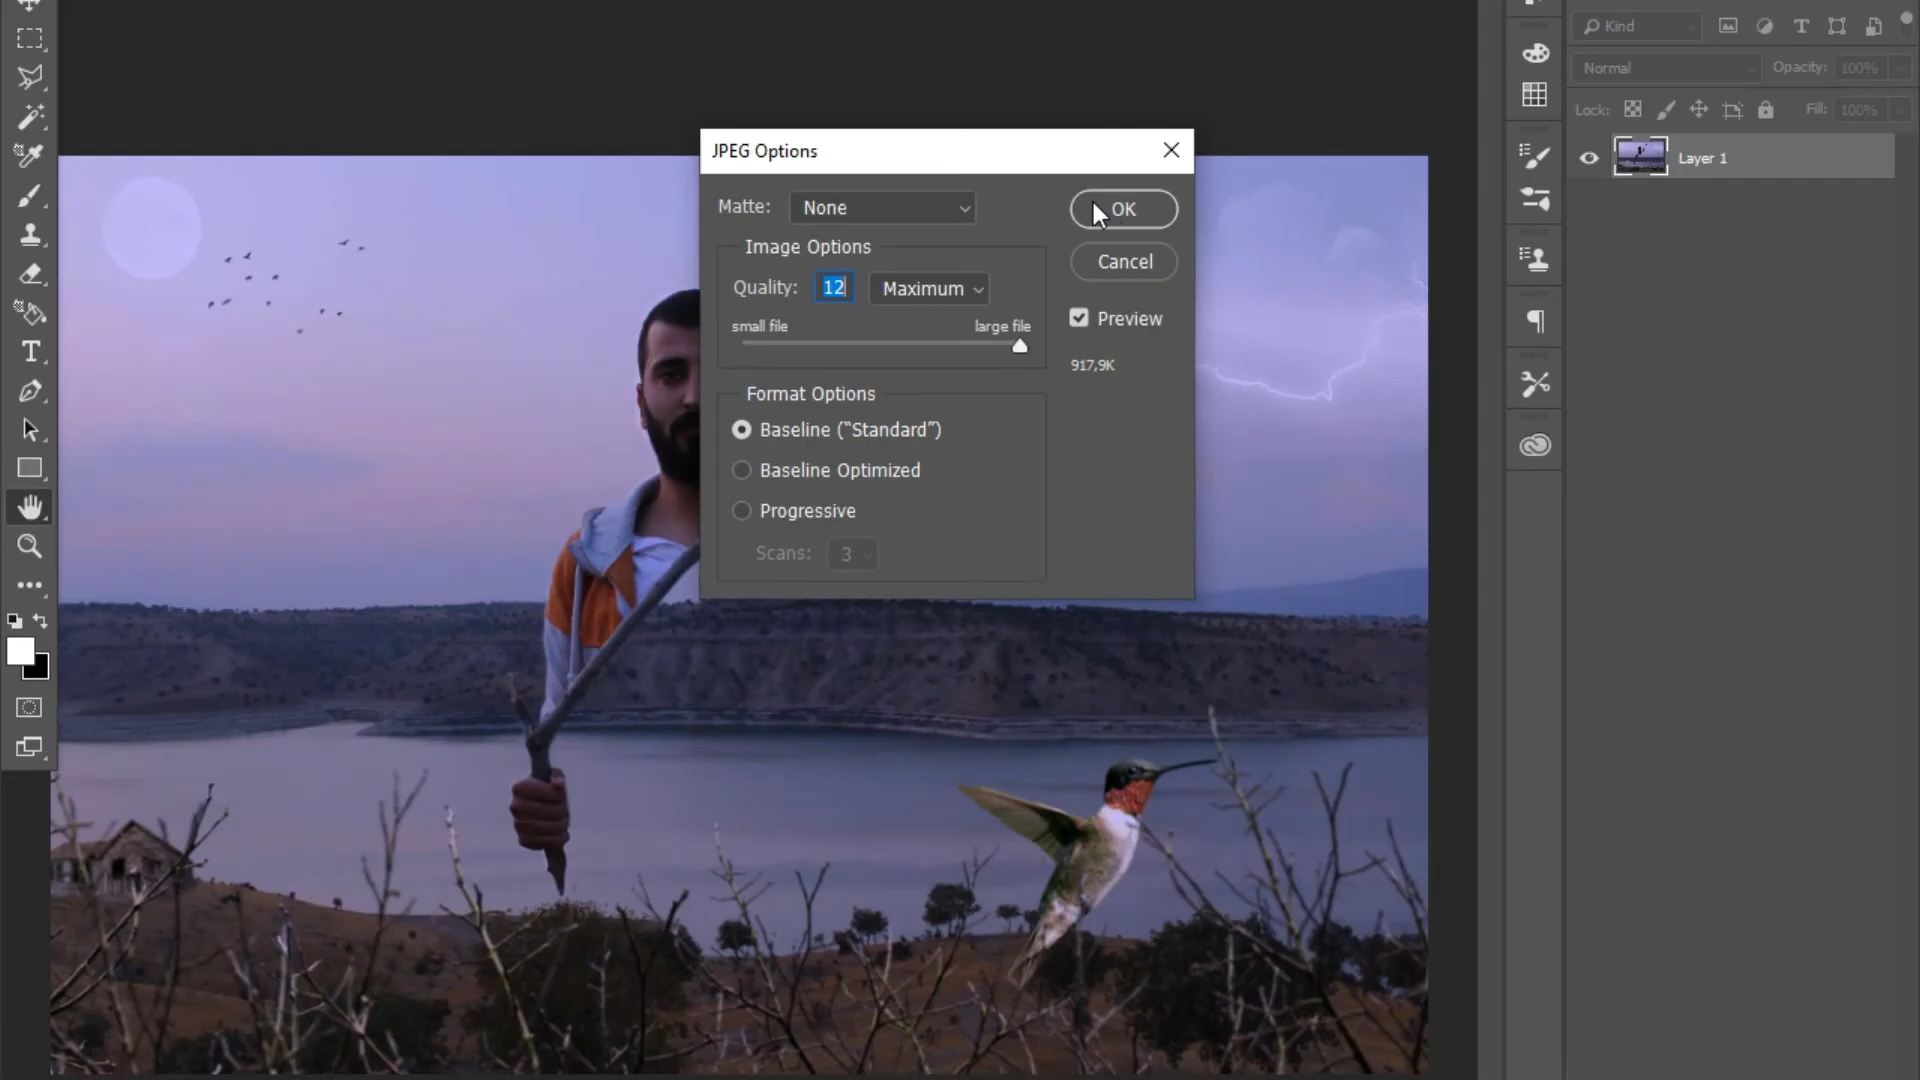 Kind
Normal
Opacity: 100%
Lock:
Fill: 100%
Layer 1
JPEG Options
Matte: None
OK
Cancel
Image Options
Quality: 12 Maximum
small file large file
Preview
917,9K
Format Options
Baseline (“Standard”)
Baseline Optimized
Progressive
Scans: 3